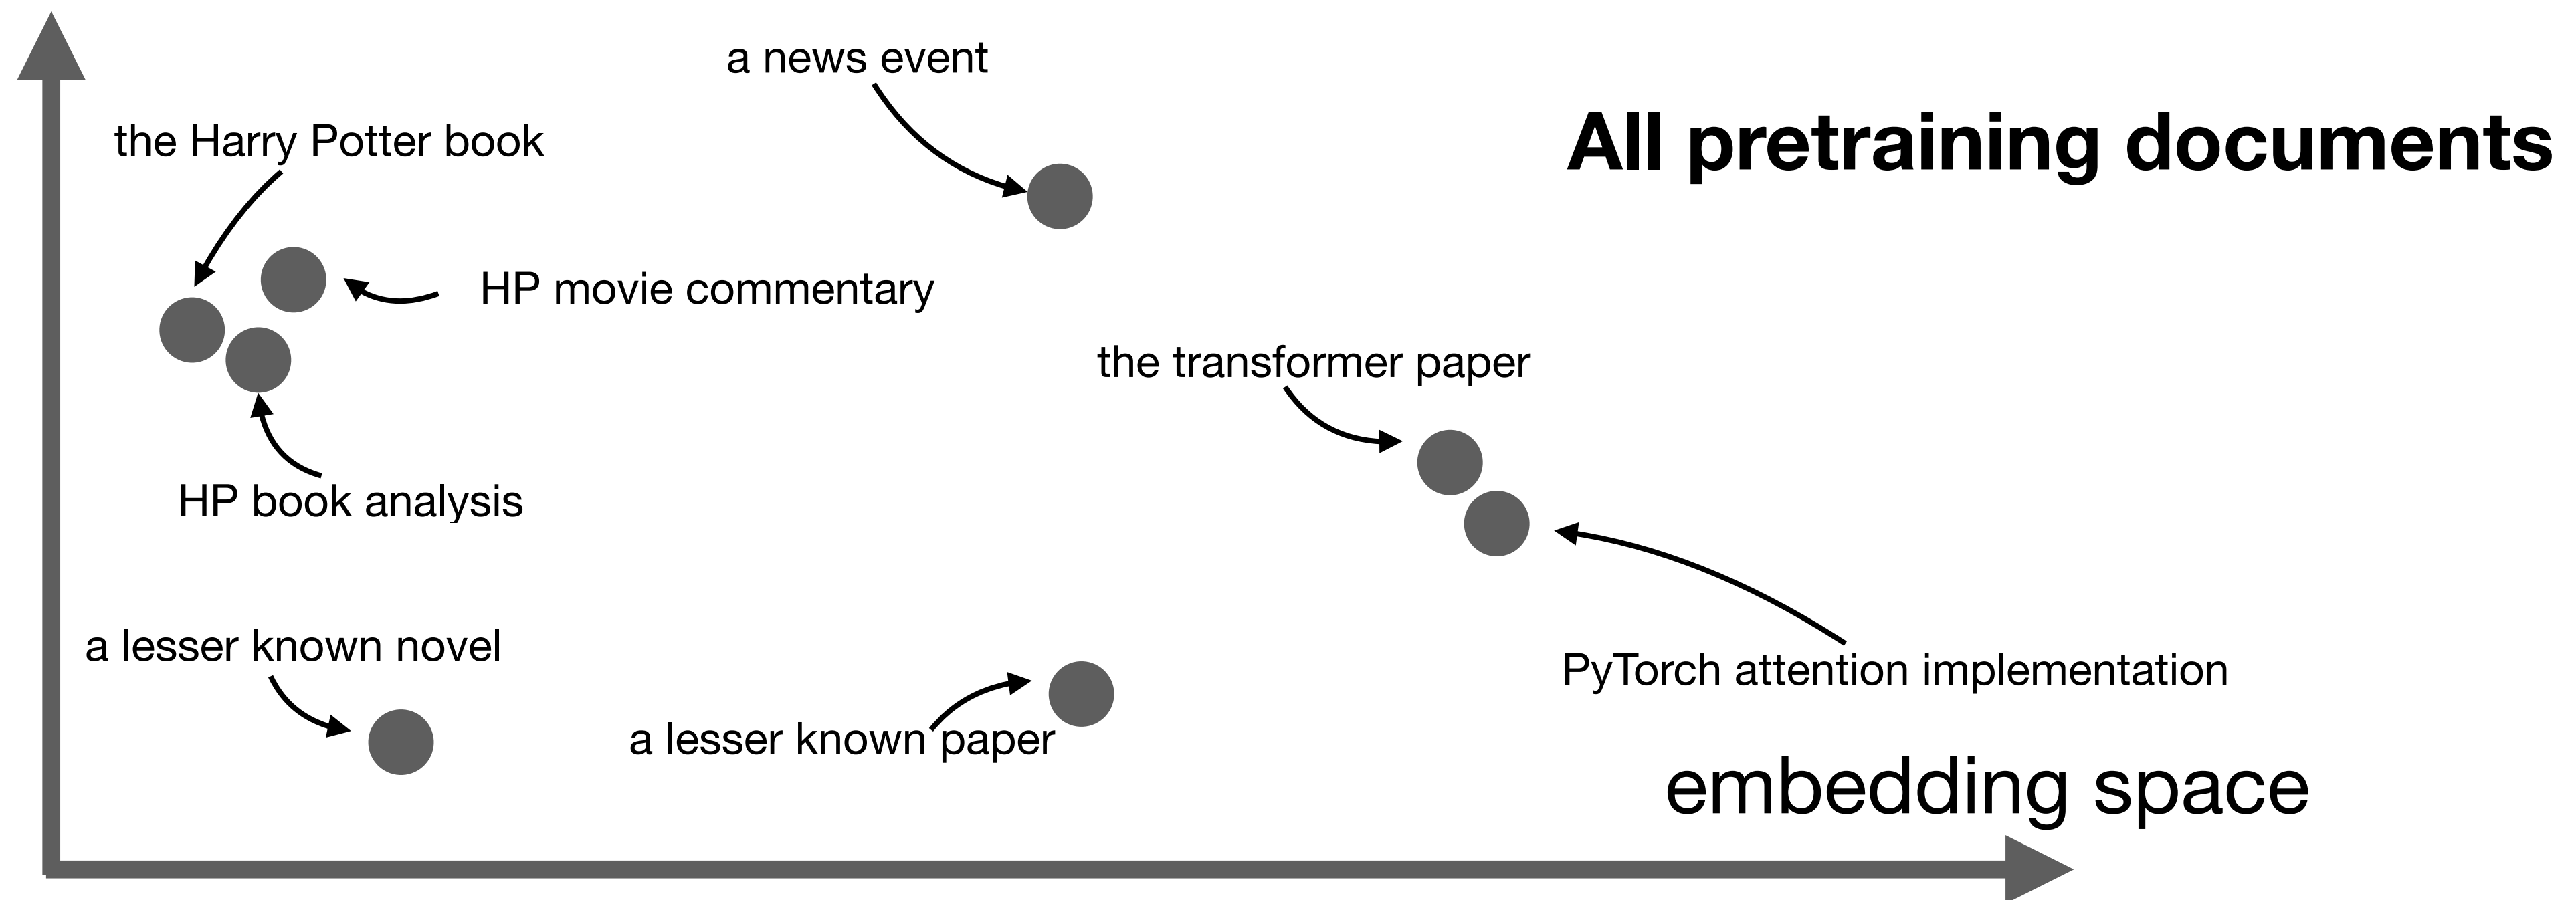 a news event
All pretraining documents
the Harry Potter book
HP movie commentary
the transformer paper
HP book analysis
a lesser known novel
PyTorch attention implementation
a lesser known paper
embedding space